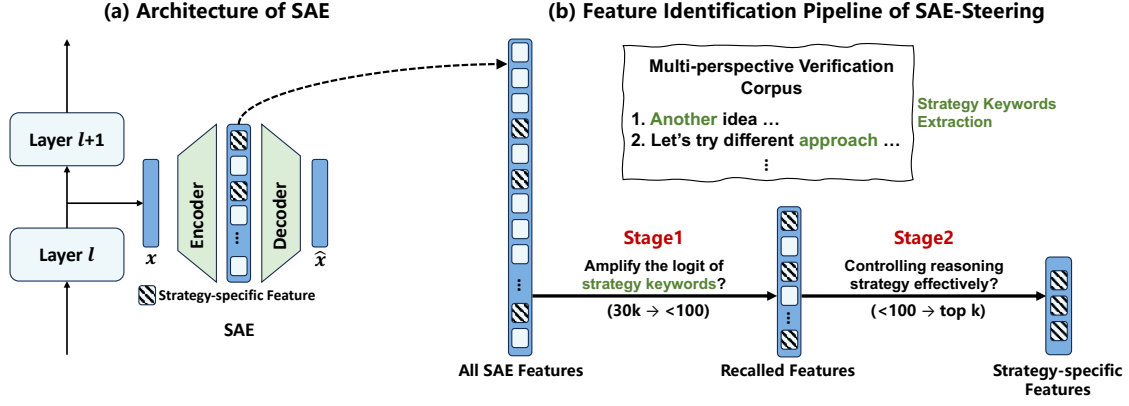 (a) Architecture of SAE
Layer l+1
Layer l
x
Encoder
...
Decoder
x̂
Strategy-specific Feature
SAE
(b) Feature Identification Pipeline of SAE-Steering
Multi-perspective Verification
Corpus
1. Another idea ...
2. Let's try different approach ...
⋮
Strategy Keywords
Extraction
...
All SAE Features
Stage1
Amplify the logit of
strategy keywords?
(30k → <100)
...
Recalled Features
Stage2
Controlling reasoning
strategy effectively?
(<100 → top k)
Strategy-specific
Features